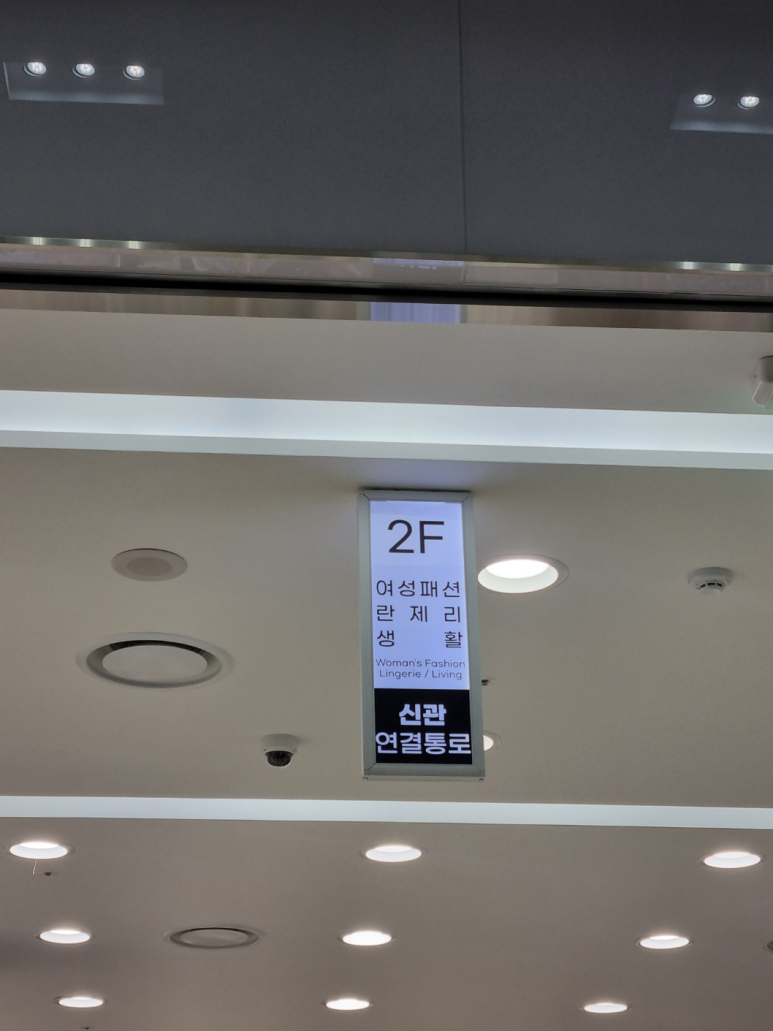 2F
여성패션
란 제 리
생 활
Woman's Fashion
Lingerie / Living
신관
연결통로